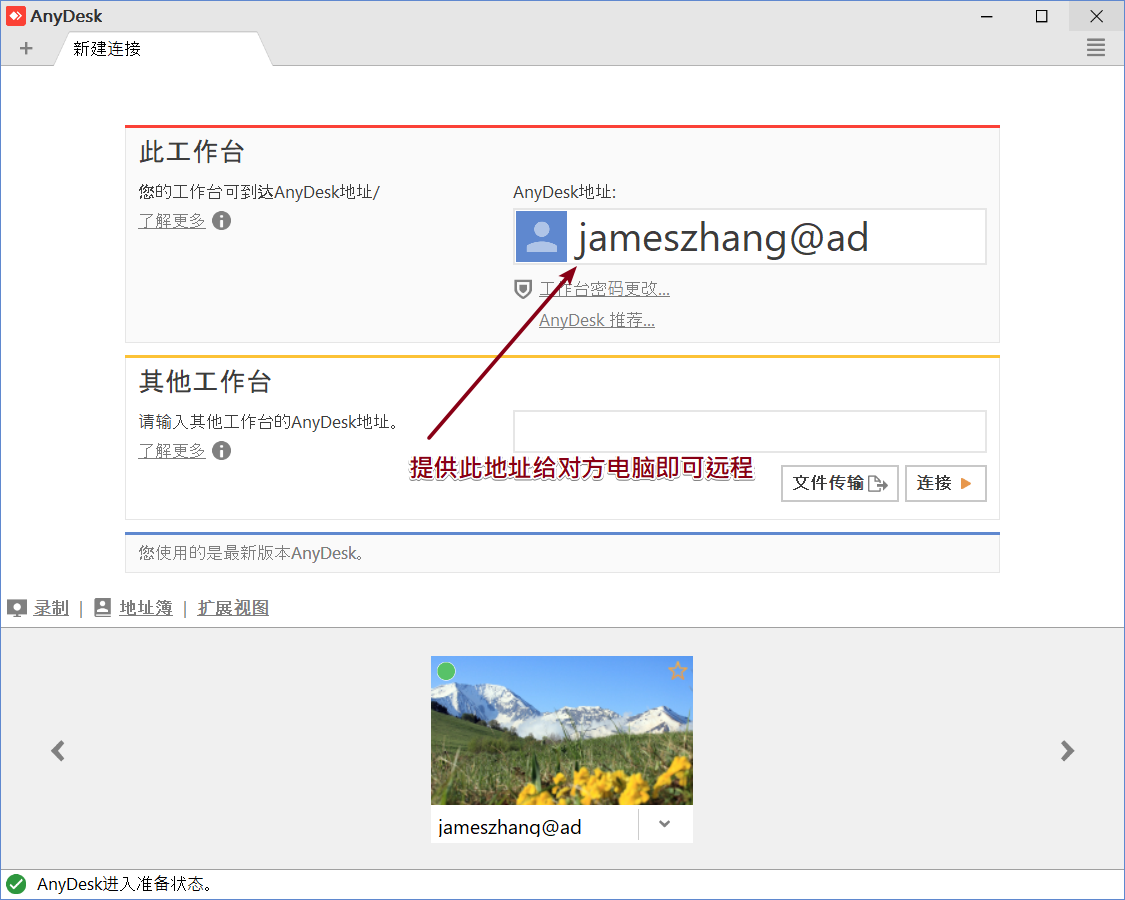 AnyDesk
新建连接
此工作台
您的工作台可到达AnyDesk地址/
了解更多
AnyDesk地址:
jameszhang@ad
工作台密码更改...
AnyDesk 推荐...
其他工作台
请输入其他工作台的AnyDesk地址。
了解更多
提供此地址给对方电脑即可远程
文件传输
连接
您使用的是最新版本AnyDesk。
录制 | 地址簿 | 扩展视图
jameszhang@ad
AnyDesk进入准备状态。